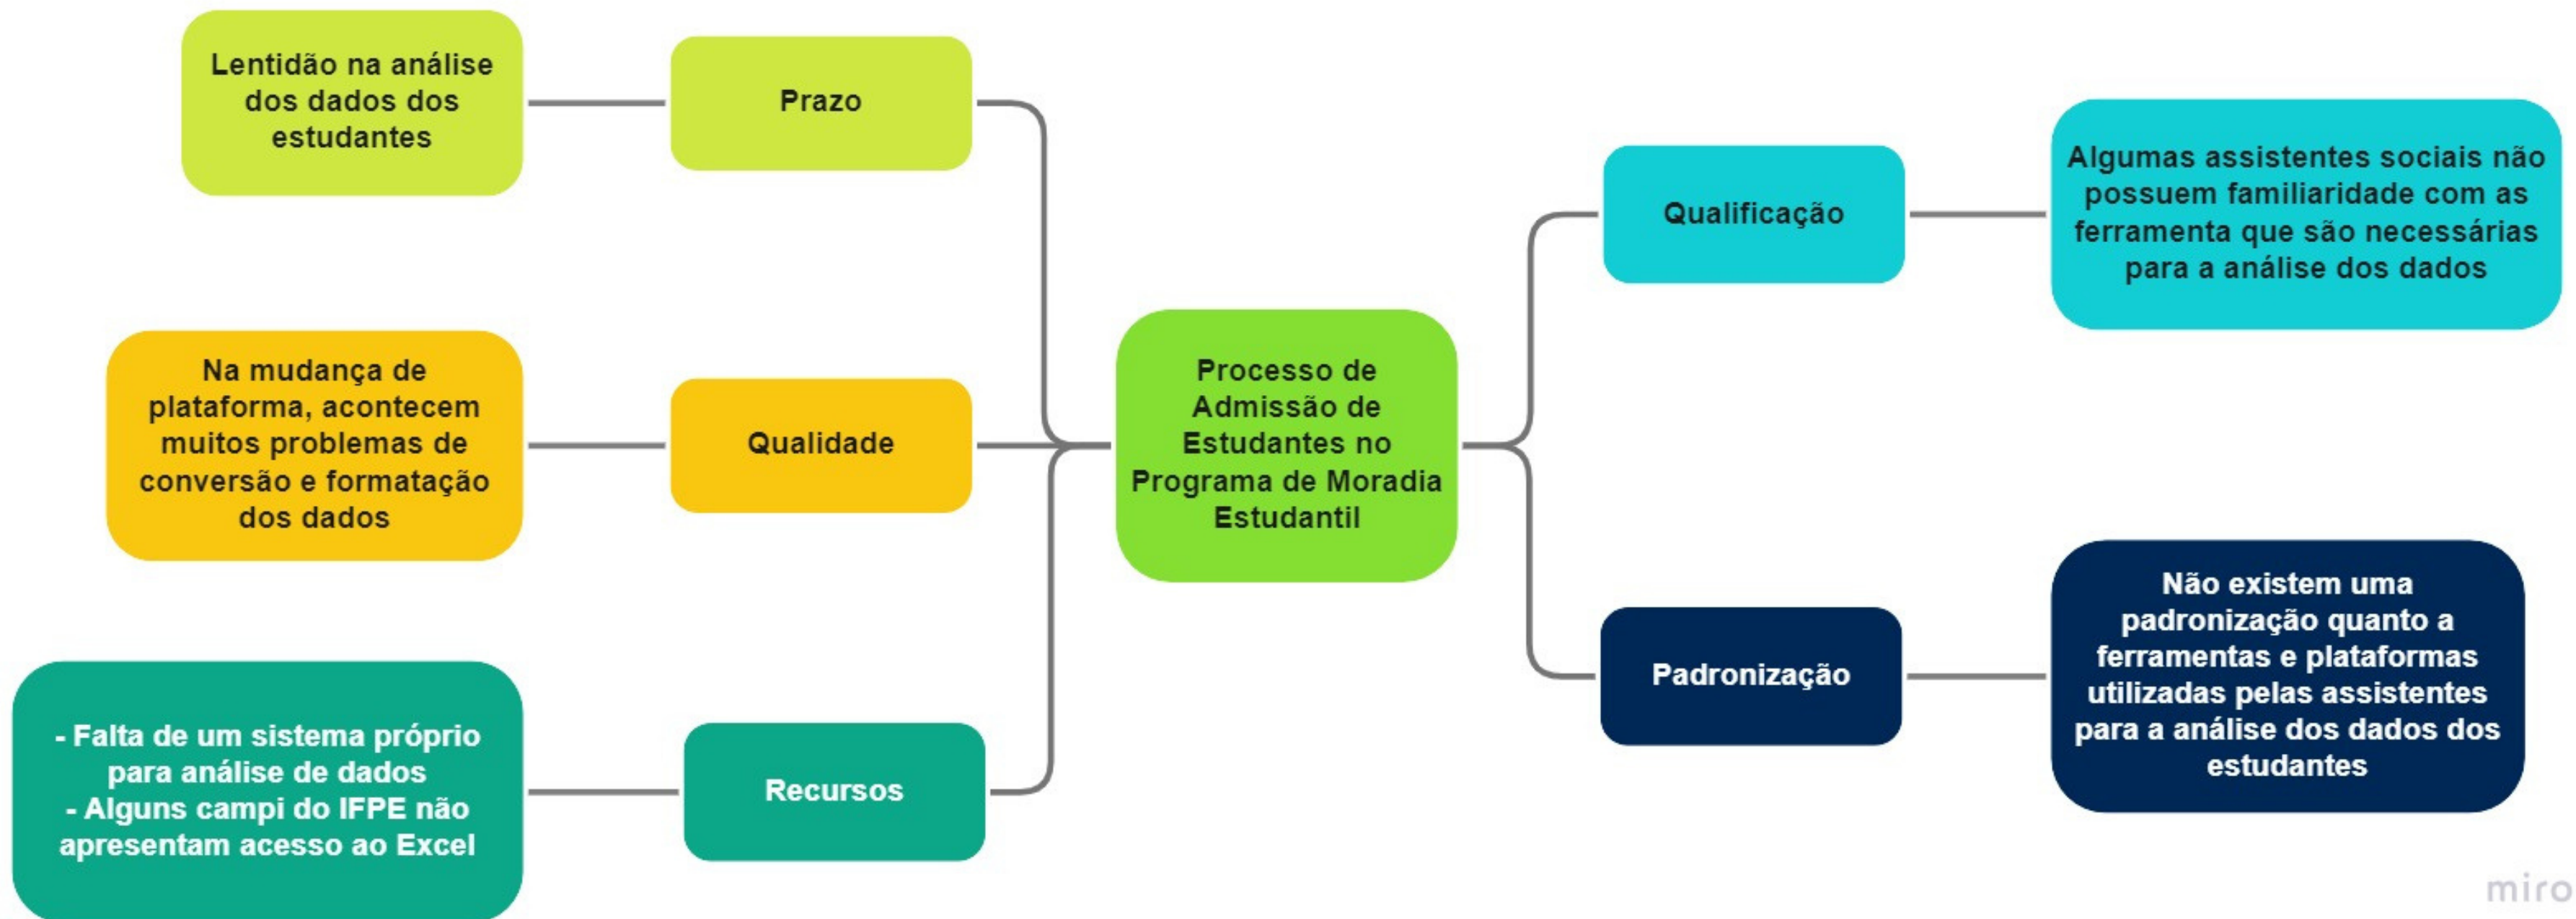 Lentidão na análise
dos dados dos
estudantes
Prazo
Na mudança de
plataforma, acontecem
muitos problemas de
conversão e formatação
dos dados
Qualidade
- Falta de um sistema próprio
para análise de dados
- Alguns campi do IFPE não
apresentam acesso ao Excel
Recursos
Processo de
Admissão de
Estudantes no
Programa de Moradia
Estudantil
Qualificação
Algumas assistentes sociais não
possuem familiaridade com as
ferramenta que são necessárias
para a análise dos dados
Padronização
Não existem uma
padronização quanto a
ferramentas e plataformas
utilizadas pelas assistentes
para a análise dos dados dos
estudantes
miro